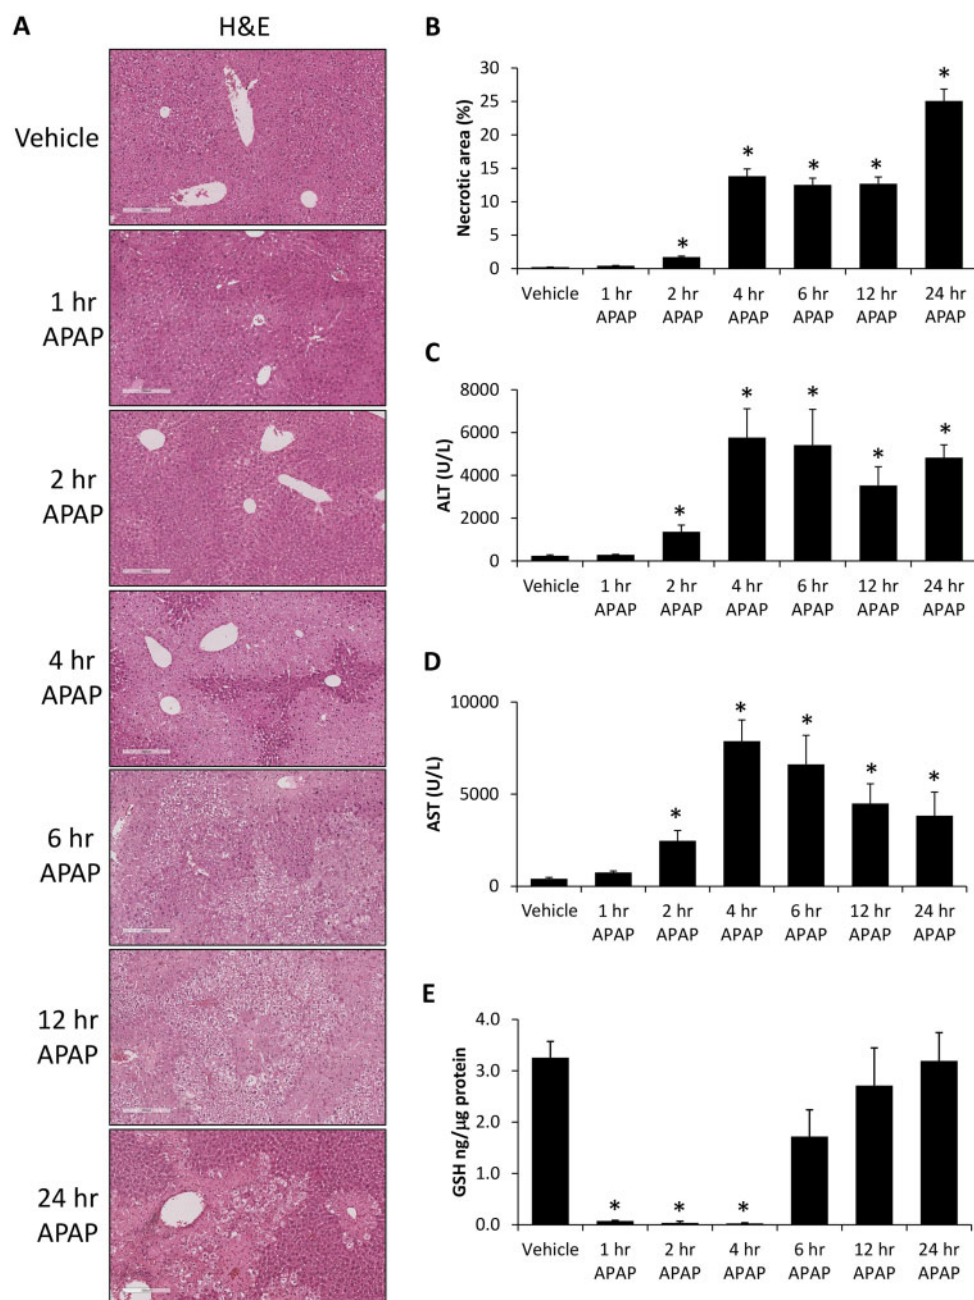 A
H&E
Vehicle
1 hr
APAP
2 hr
APAP
4 hr
APAP
6 hr
APAP
12 hr
APAP
24 hr
APAP
B
Necrotic area (%)
30
25
20
15
10
5
0
* * * * *
Vehicle 1 hr 2 hr 4 hr 6 hr 12 hr 24 hr
APAP APAP APAP APAP APAP APAP
C
ALT (U/L)
8000
6000
4000
2000
0
* * * * *
Vehicle 1 hr 2 hr 4 hr 6 hr 12 hr 24 hr
APAP APAP APAP APAP APAP APAP
D
AST (U/L)
10000
5000
0
* * * * *
Vehicle 1 hr 2 hr 4 hr 6 hr 12 hr 24 hr
APAP APAP APAP APAP APAP APAP
E
GSH ng/µg protein
4.0
3.0
2.0
1.0
0.0
* * *
Vehicle 1 hr 2 hr 4 hr 6hr 12 hr 24 hr
APAP APAP APAP APAP APAP APAP